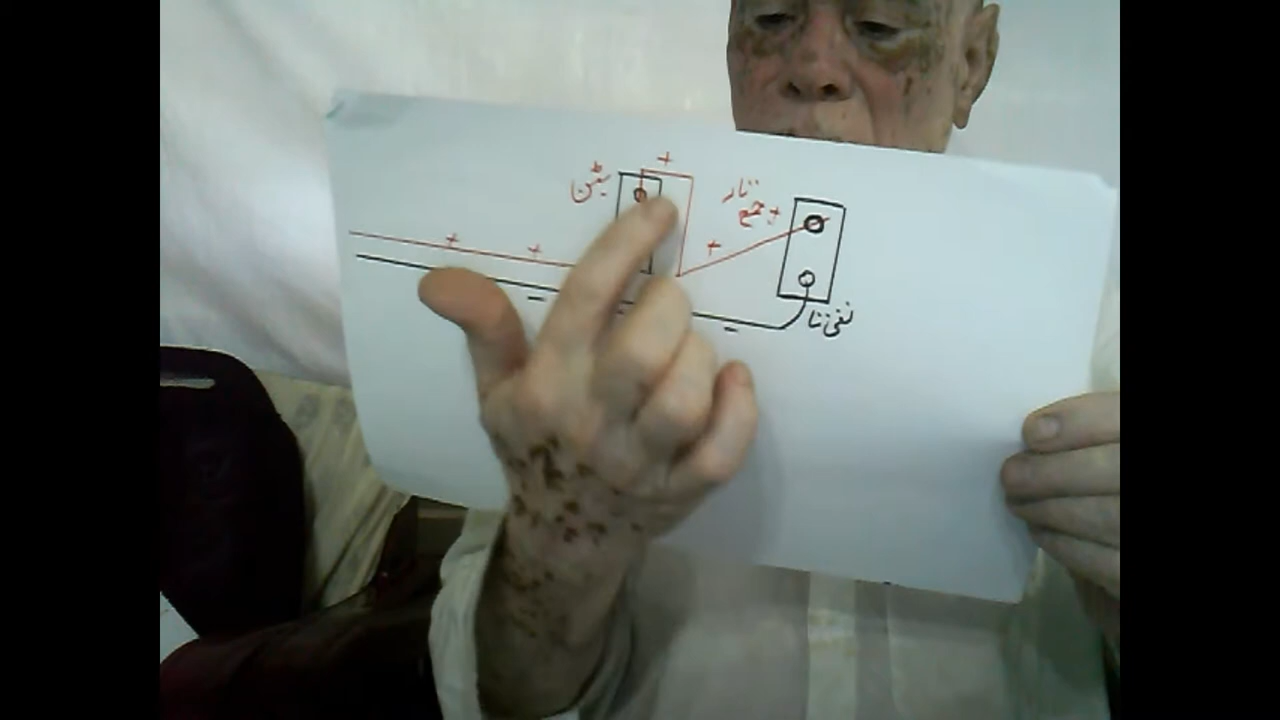 +
بٹن
تار
+ جمع
+ + +
- -
نفی تار